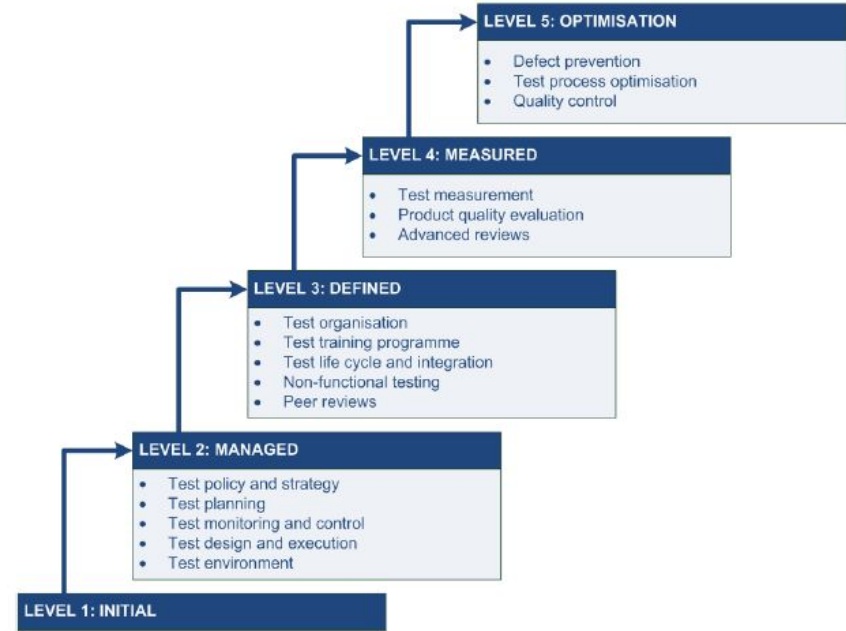 LEVEL 5: OPTIMISATION
• Defect prevention
• Test process optimisation
• Quality control
LEVEL 4: MEASURED
• Test measurement
• Product quality evaluation
• Advanced reviews
LEVEL 3: DEFINED
• Test organisation
• Test training programme
• Test life cycle and integration
• Non-functional testing
• Peer reviews
LEVEL 2: MANAGED
• Test policy and strategy
• Test planning
• Test monitoring and control
• Test design and execution
• Test environment
LEVEL 1: INITIAL